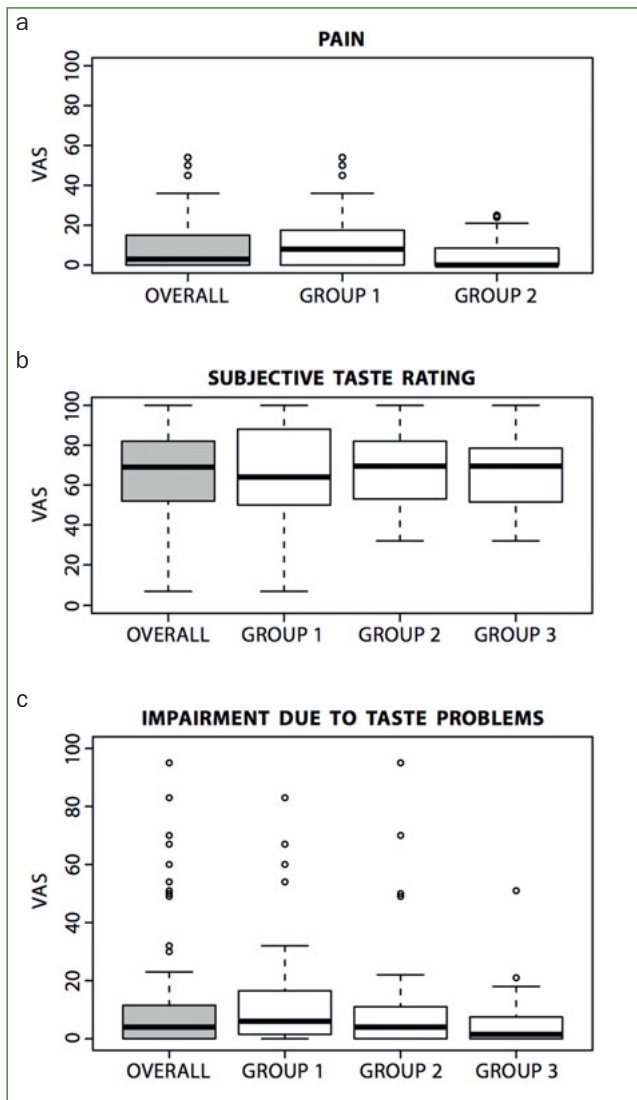 a
PAIN
100
80
60
40
20
0
VAS
OVERALL GROUP 1 GROUP 2
b
SUBJECTIVE TASTE RATING
100
80
60
40
20
0
VAS
OVERALL GROUP 1 GROUP 2 GROUP 3
c
IMPAIRMENT DUE TO TASTE PROBLEMS
100
80
60
40
20
0
VAS
OVERALL GROUP 1 GROUP 2 GROUP 3